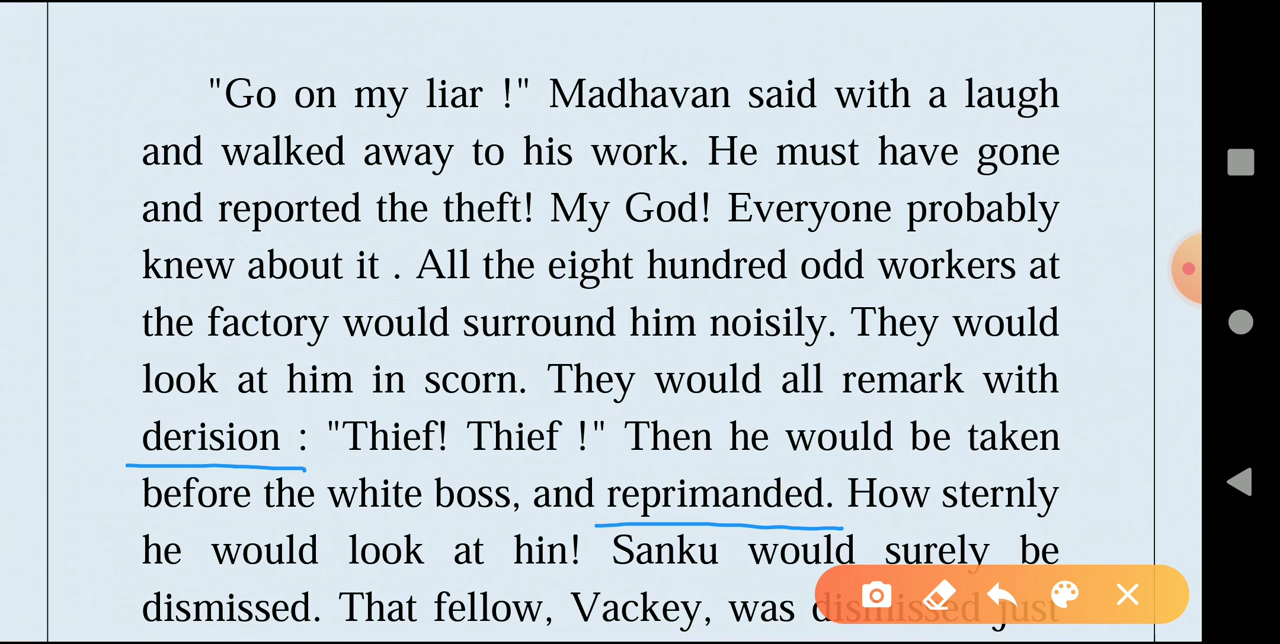 "Go on my liar !" Madhavan said with a laugh
and walked away to his work. He must have gone
and reported the theft! My God! Everyone probably
knew about it . All the eight hundred odd workers at
the factory would surround him noisily. They would
look at him in scorn. They would all remark with
derision : "Thief! Thief !" Then he would be taken
before the white boss, and reprimanded. How sternly
he would look at hin! Sanku would surely be
dismissed. That fellow, Vackey, was dismissed just